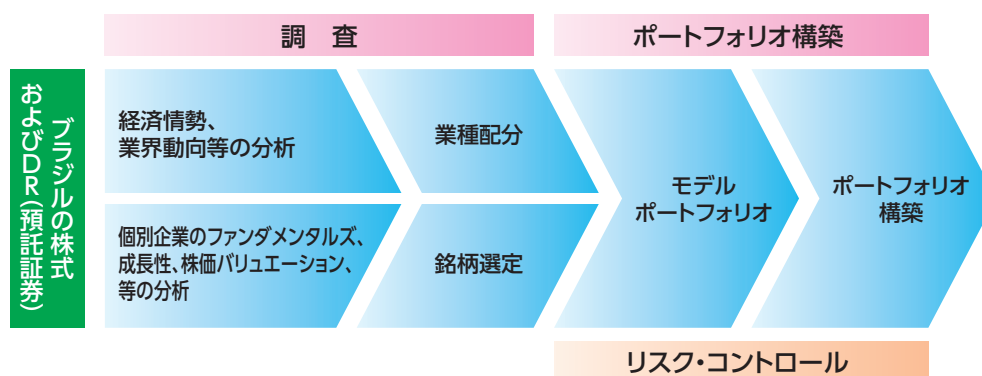 調 査
ポートフォリオ構築
ブラジルの株式
およびDR(預託証券)
経済情勢、
業界動向等の分析
業種配分
個別企業のファンダメンタルズ、
成長性、株価バリュエーション、
等の分析
銘柄選定
モデル
ポートフォリオ
ポートフォリオ
構築
リスク・コントロール